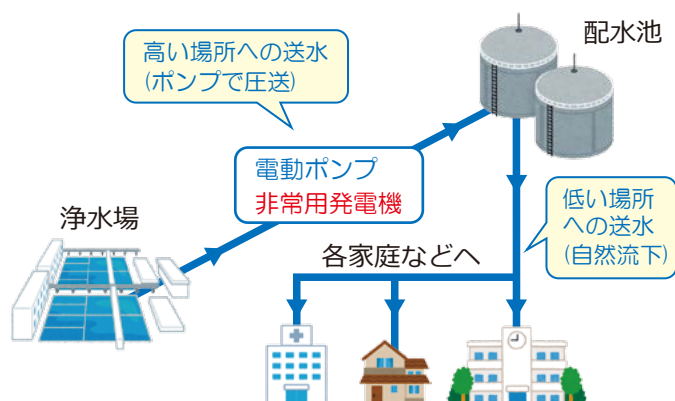 高い場所への送水
(ポンプで圧送)
配水池
電動ポンプ
非常用発電機
浄水場
低い場所
への送水
(自然流下)
各家庭などへ